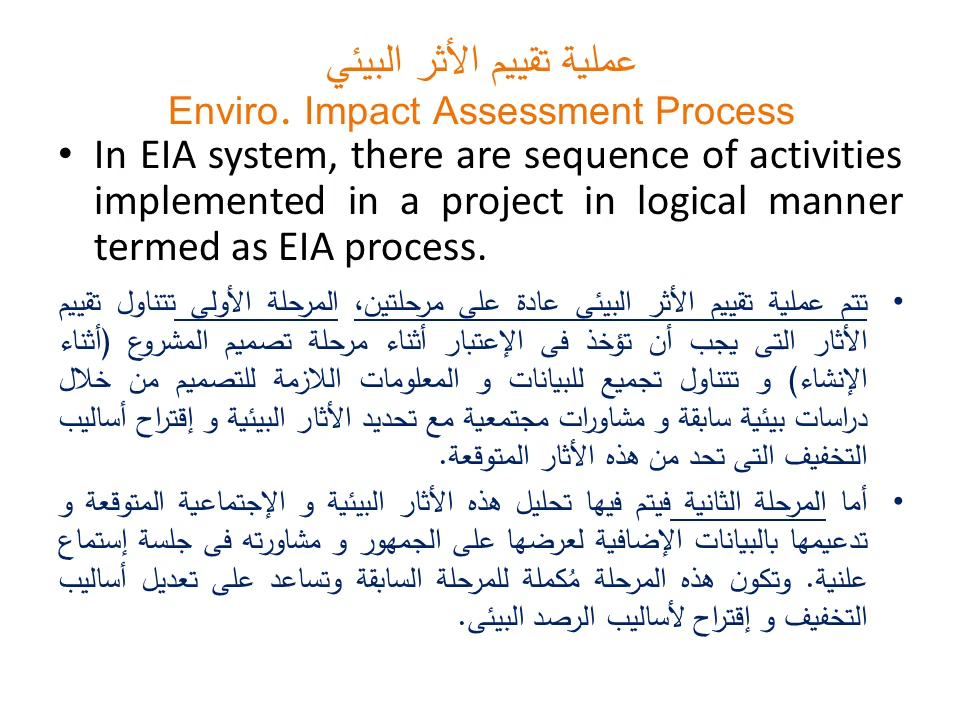 عملية تقييم الأثر البيئي
Enviro. Impact Assessment Process
• In EIA system, there are sequence of activities
implemented in a project in logical manner
termed as EIA process.
• تتم عملية تقييم الأثر البيئى عادة على مرحلتين، المرحلة الأولى تتناول تقييم
الأثار التى يجب أن تؤخذ فى الإعتبار أثناء مرحلة تصميم المشروع (أثناء
الإنشاء) و تتناول تجميع للبيانات و المعلومات اللازمة للتصميم من خلال
دراسات بيئية سابقة و مشاورات مجتمعية مع تحديد الأثار البيئية و إقتراح أساليب
التخفيف التى تحد من هذه الأثار المتوقعة.
• أما المرحلة الثانية فيتم فيها تحليل هذه الأثار البيئية و الإجتماعية المتوقعة و
تدعيمها بالبيانات الإضافية لعرضها على الجمهور و مشاورته فى جلسة إستماع
علنية. وتكون هذه المرحلة مُكملة للمرحلة السابقة وتساعد على تعديل أساليب
التخفيف و إقتراح لأساليب الرصد البيئى.